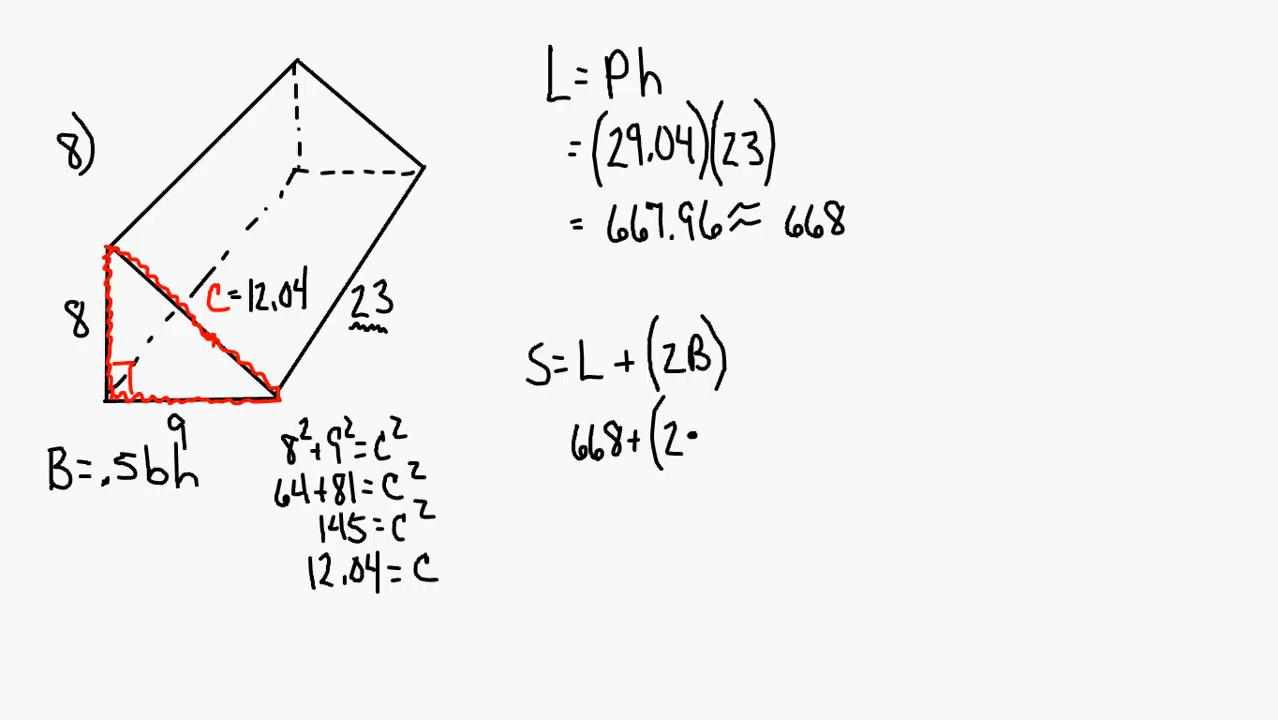 8)
8
C=12.04
23
9
B=.5bh
8²+9²=C²
64+81=C²
145=C²
12.04=C
L=Ph
=(29.04)(23)
=667.96≈668
S=L+(2B)
668+(2•